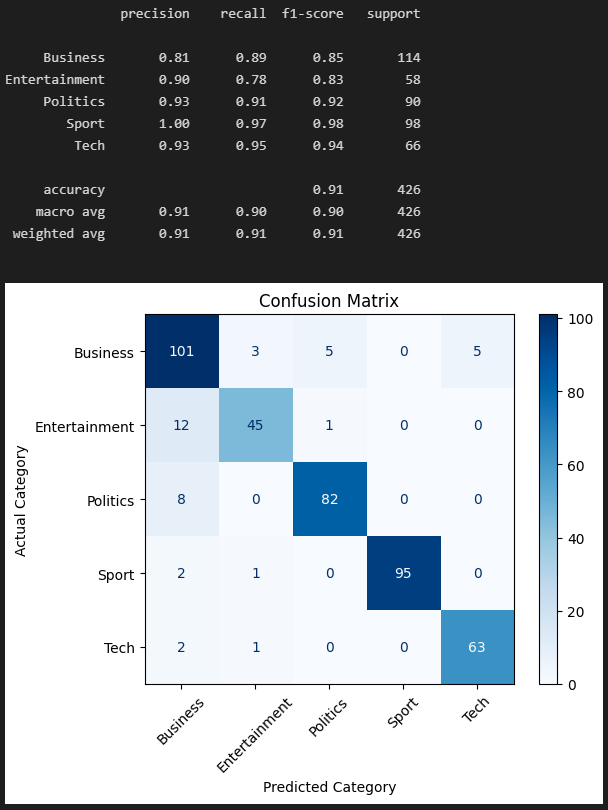 precision recall f1-score support
Business 0.81 0.89 0.85 114
Entertainment 0.90 0.78 0.83 58
Politics 0.93 0.91 0.92 90
Sport 1.00 0.97 0.98 98
Tech 0.93 0.95 0.94 66
accuracy 0.91 426
macro avg 0.91 0.90 0.90 426
weighted avg 0.91 0.91 0.91 426
Confusion Matrix
Business 101 3 5 0 5
Entertainment 12 45 1 0 0
Politics 8 0 82 0 0
Sport 2 1 0 95 0
Tech 2 1 0 0 63
Actual Category
Business Entertainment Politics Sport Tech
Predicted Category
100
80
60
40
20
0